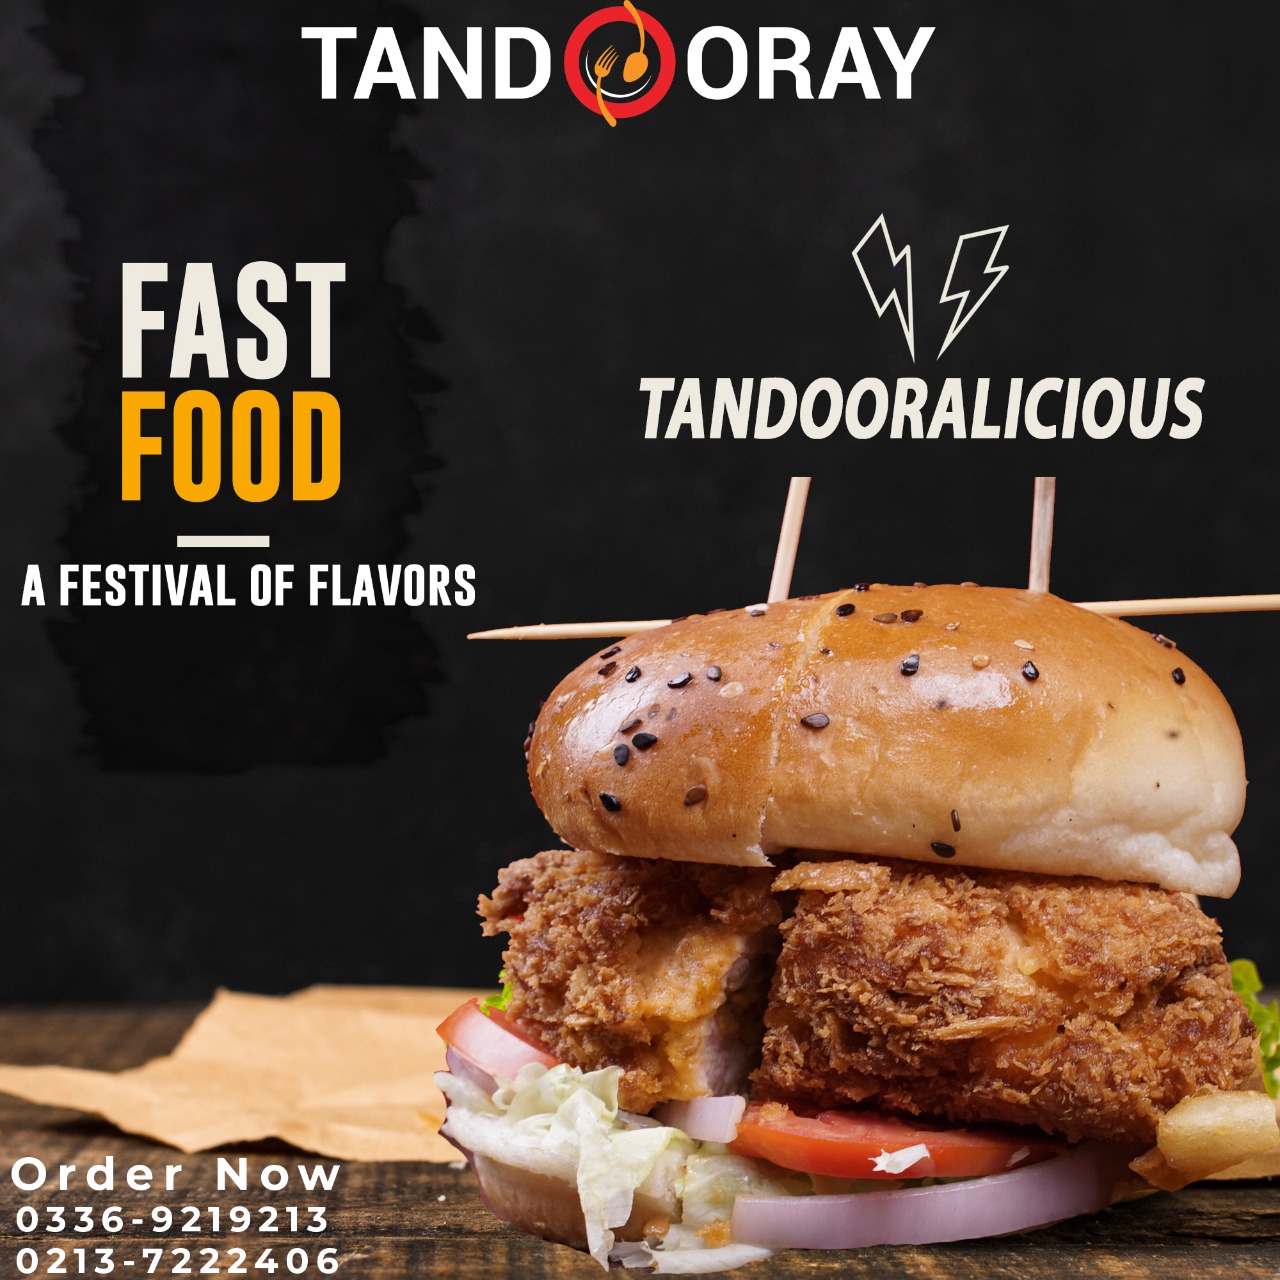 TANDOORAY
FAST
FOOD
TANDOORALICIOUS
A FESTIVAL OF FLAVORS
Order Now
0336-9219213
0213-7222406